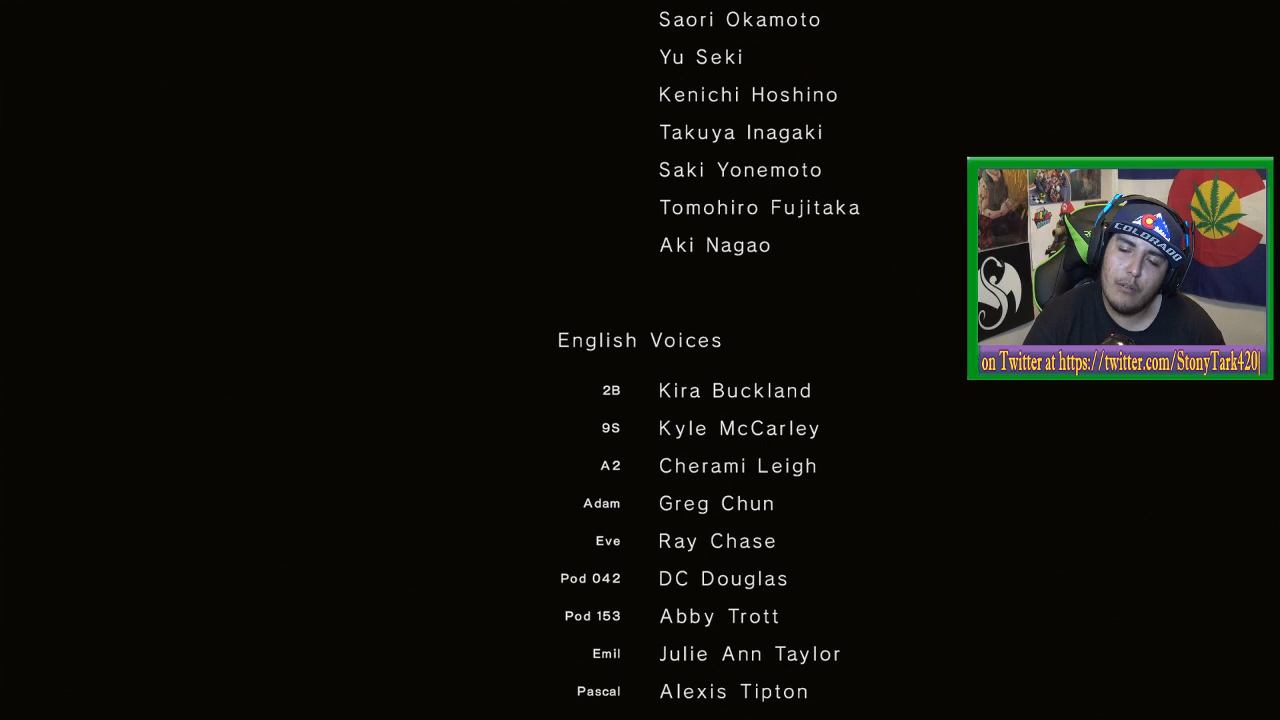 Saori Okamoto
Yu Seki
Kenichi Hoshino
Takuya Inagaki
Saki Yonemoto
Tomohiro Fujitaka
Aki Nagao
English Voices
2B Kira Buckland
9S Kyle McCarley
A2 Cherami Leigh
Adam Greg Chun
Eve Ray Chase
Pod 042 DC Douglas
Pod 153 Abby Trott
Emil Julie Ann Taylor
Pascal Alexis Tipton
COLORADO
on Twitter at https://twitter.com/StonyTark420|